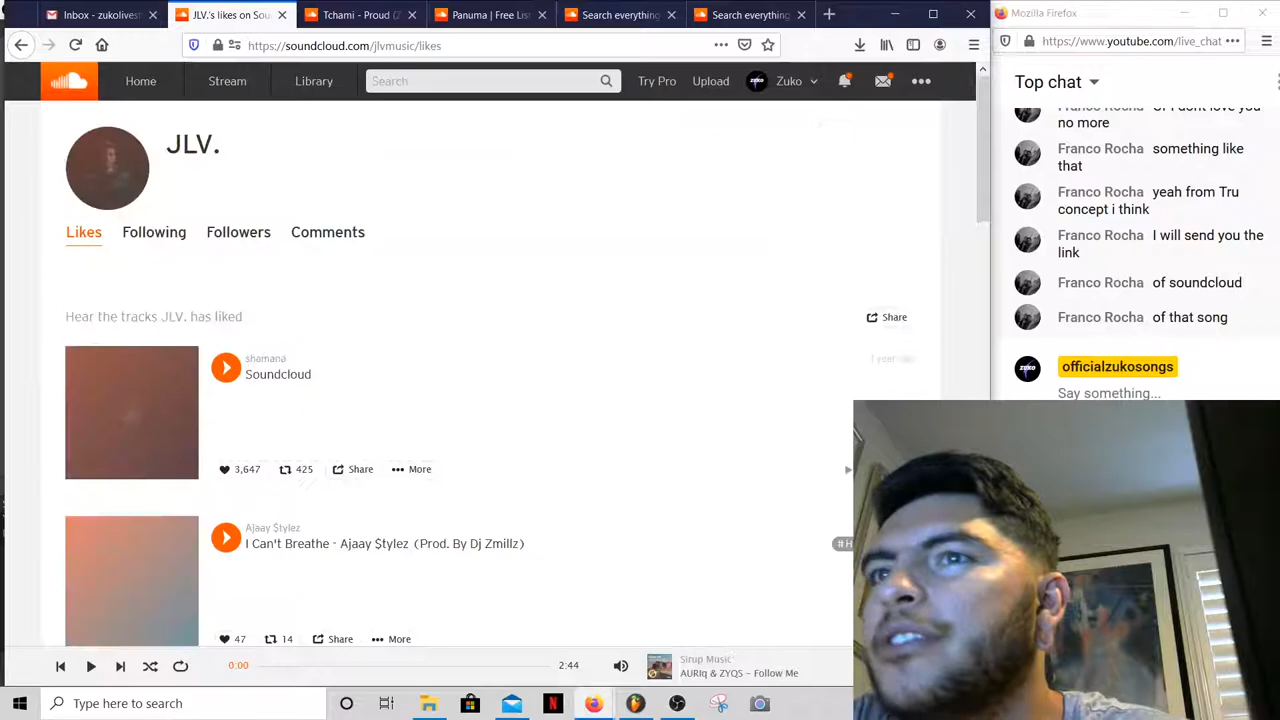 Inbox - zukolivest
JLV.'s likes on Sou
Tchami - Proud (Z
Panuma | Free Lis
Search everything
Search everything
Mozilla Firefox
https://soundcloud.com/jlvmusic/likes
https://www.youtube.com/live_chat
Home
Stream
Library
Search
Try Pro
Upload
Zuko
Top chat
JLV.
no more
Franco Rocha something like
that
Franco Rocha yeah from Tru
concept i think
Franco Rocha I will send you the
link
Franco Rocha of soundcloud
Franco Rocha of that song
officialzukosongs
Say something...
Likes
Following
Followers
Comments
Hear the tracks JLV. has liked
Share
shamana
1 year
Soundcloud
3,647
425
Share
More
Ajaay $tylez
I Can't Breathe - Ajaay $tylez (Prod. By Dj Zmillz)
# H
47
14
Share
More
0:00
2:44
Sirup Music
AURIq & ZYQS – Follow Me
Type here to search